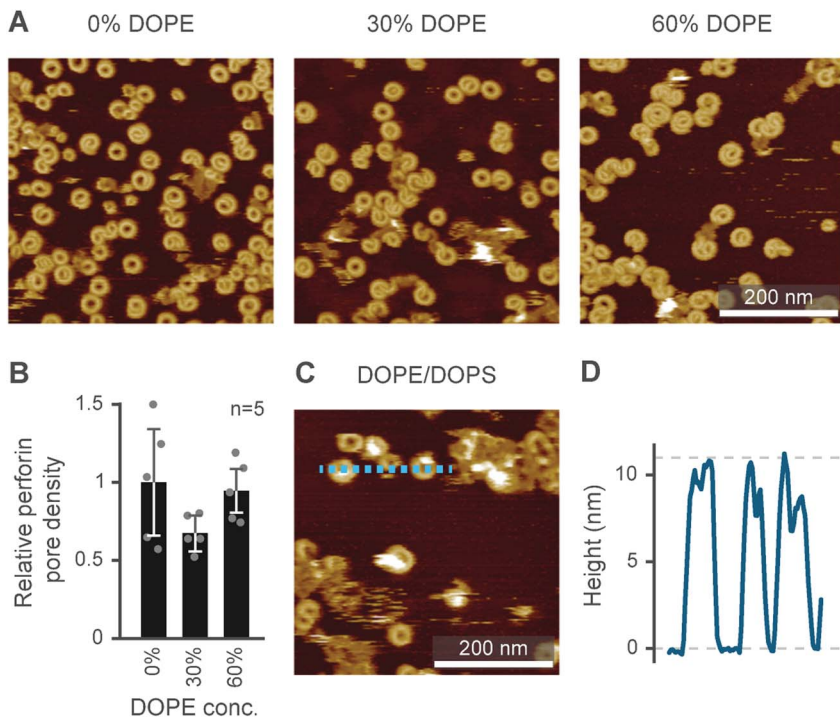 A
0% DOPE
30% DOPE
60% DOPE
200 nm
B
Relative perforin
pore density
1.5
1.0
0.5
0
n=5
0%
30%
60%
DOPE conc.
C
DOPE/DOPS
200 nm
D
Height (nm)
10
5
0